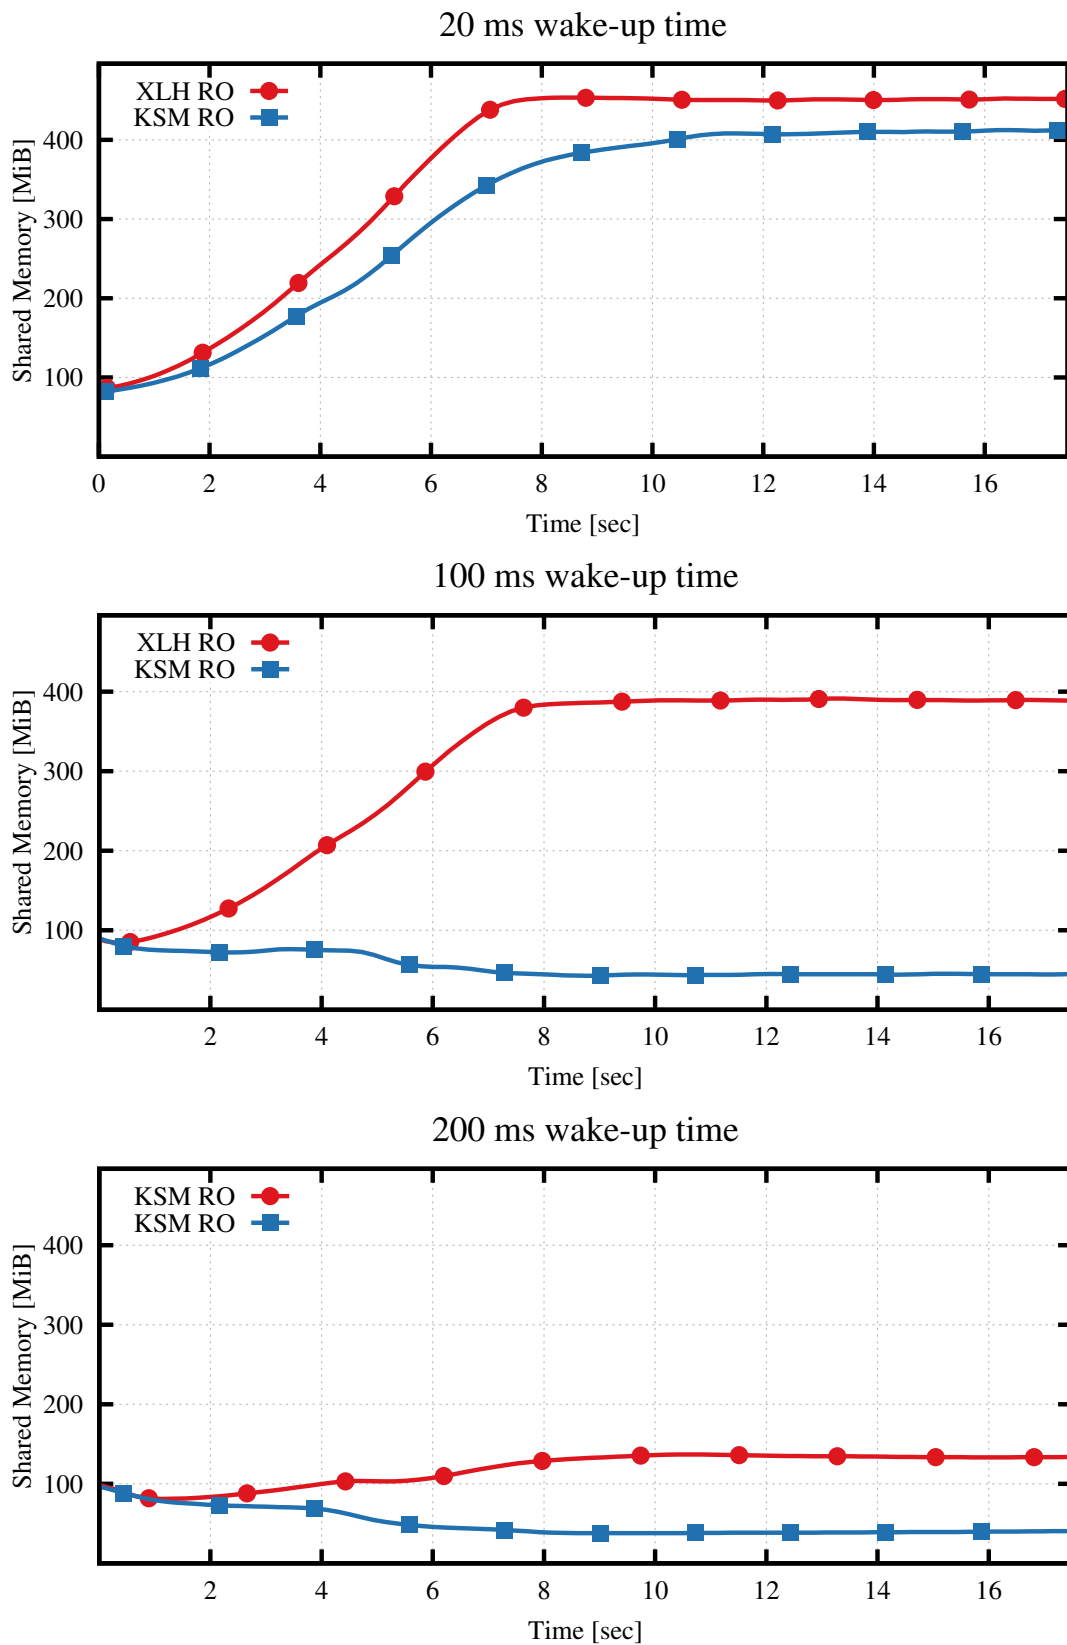 20 ms wake-up time
XLH RO
KSM RO
400
300
200
100
Shared Memory [MiB]
0 2 4 6 8 10 12 14 16
Time [sec]
100 ms wake-up time
XLH RO
KSM RO
400
300
200
100
Shared Memory [MiB]
2 4 6 8 10 12 14 16
Time [sec]
200 ms wake-up time
KSM RO
KSM RO
400
300
200
100
Shared Memory [MiB]
2 4 6 8 10 12 14 16
Time [sec]